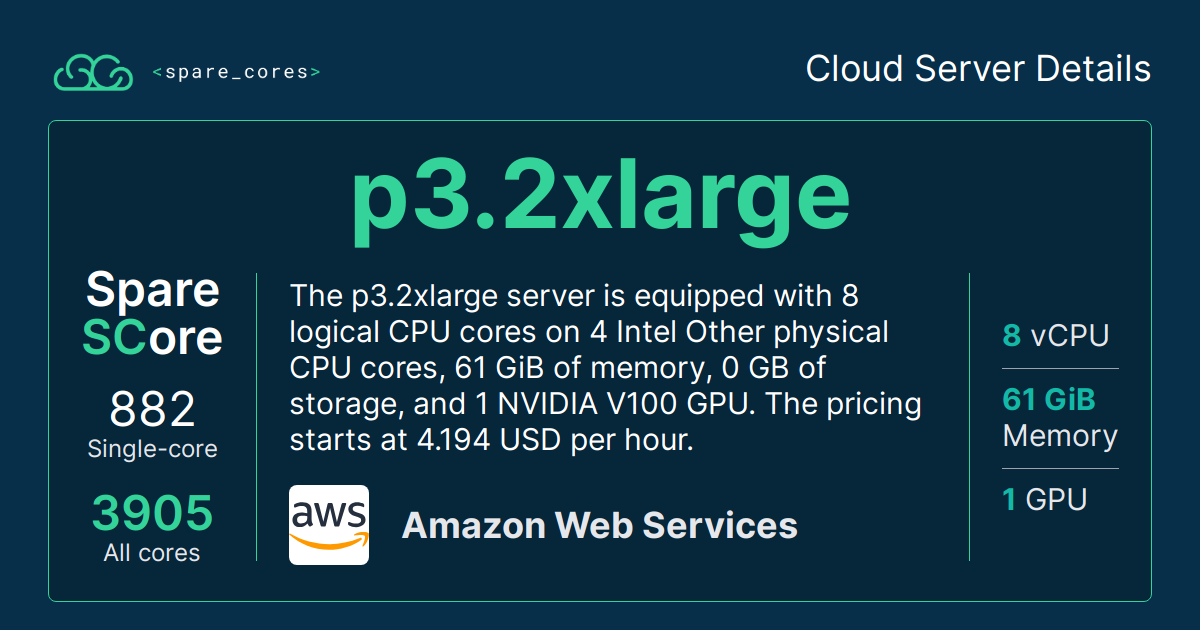 <spare_cores>
Cloud Server Details
p3.2xlarge
Spare
SCore
882
Single-core
3905
All cores
The p3.2xlarge server is equipped with 8
logical CPU cores on 4 Intel Other physical
CPU cores, 61 GiB of memory, 0 GB of
storage, and 1 NVIDIA V100 GPU. The pricing
starts at 4.194 USD per hour.
aws
Amazon Web Services
8 vCPU
61 GiB
Memory
1 GPU